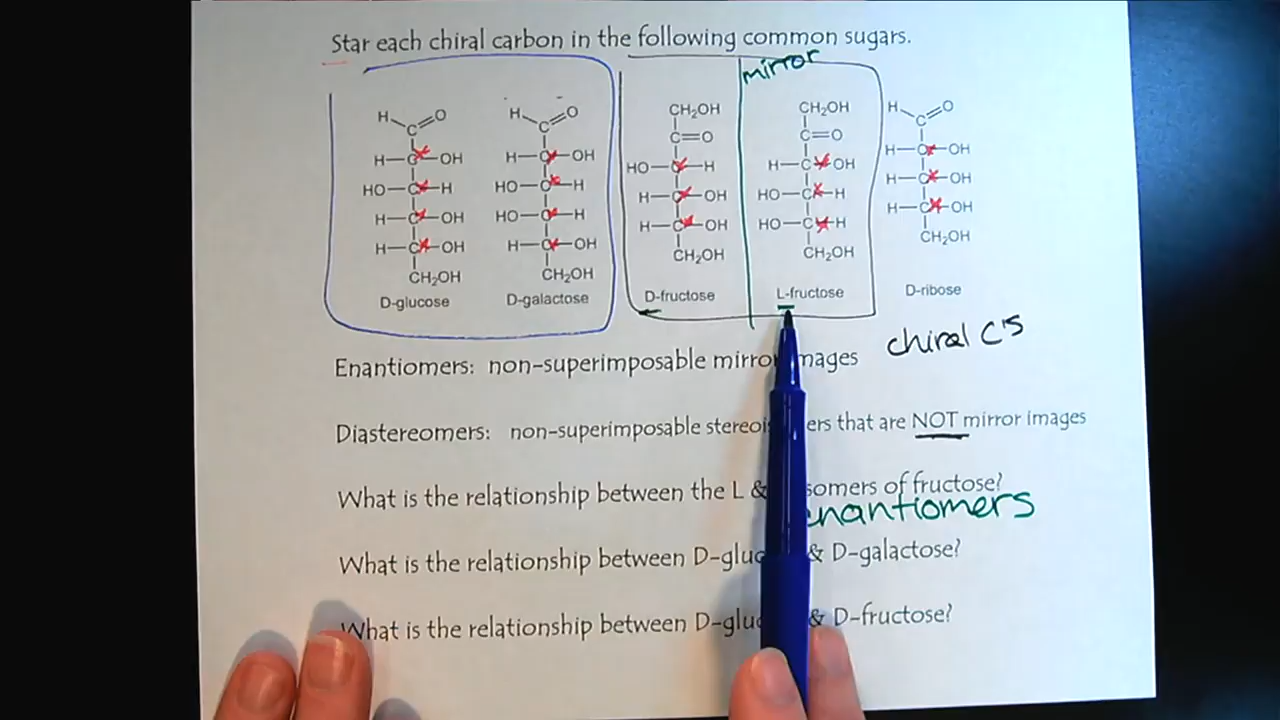 Star each chiral carbon in the following common sugars.
mirror
H C=O H C=O CH2OH CH2OH H C=O
H—C—OH H—C—OH C=O C=O H—C—OH
HO—C—H HO—C—H HO—C—H H—C—OH H—C—OH
H—C—OH HO—C—H H—C—OH HO—C—H H—C—OH
H—C—OH H—C—OH H—C—OH HO—C—H CH2OH
CH2OH CH2OH CH2OH CH2OH
D-glucose D-galactose D-fructose L-fructose D-ribose
chiral C's
Enantiomers: non-superimposable mirror images
Diastereomers: non-superimposable that are NOT mirror images
What is the relationship between the L & isomers of fructose?
enantiomers
What is the relationship between & D-galactose?
What is the relationship between & D-fructose?